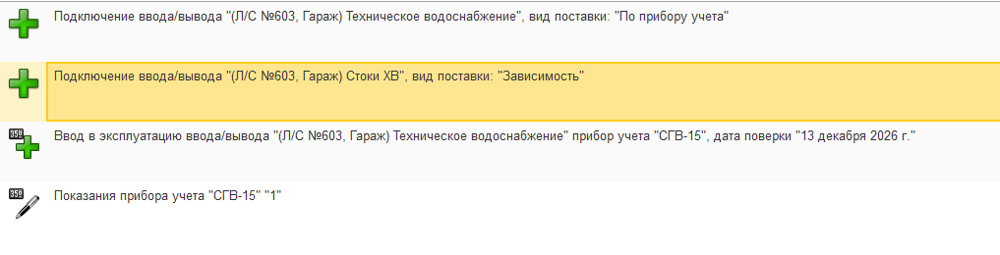 Подключение ввода/вывода "(Л/С №603, Гараж) Техническое водоснабжение", вид поставки: "По прибору учета"
Подключение ввода/вывода "(Л/С №603, Гараж) Стоки ХВ", вид поставки: "Зависимость"
358
Ввод в эксплуатацию ввода/вывода "(Л/С №603, Гараж) Техническое водоснабжение" прибор учета "СГВ-15", дата поверки "13 декабря 2026 г."
358
Показания прибора учета "СГВ-15" "1"